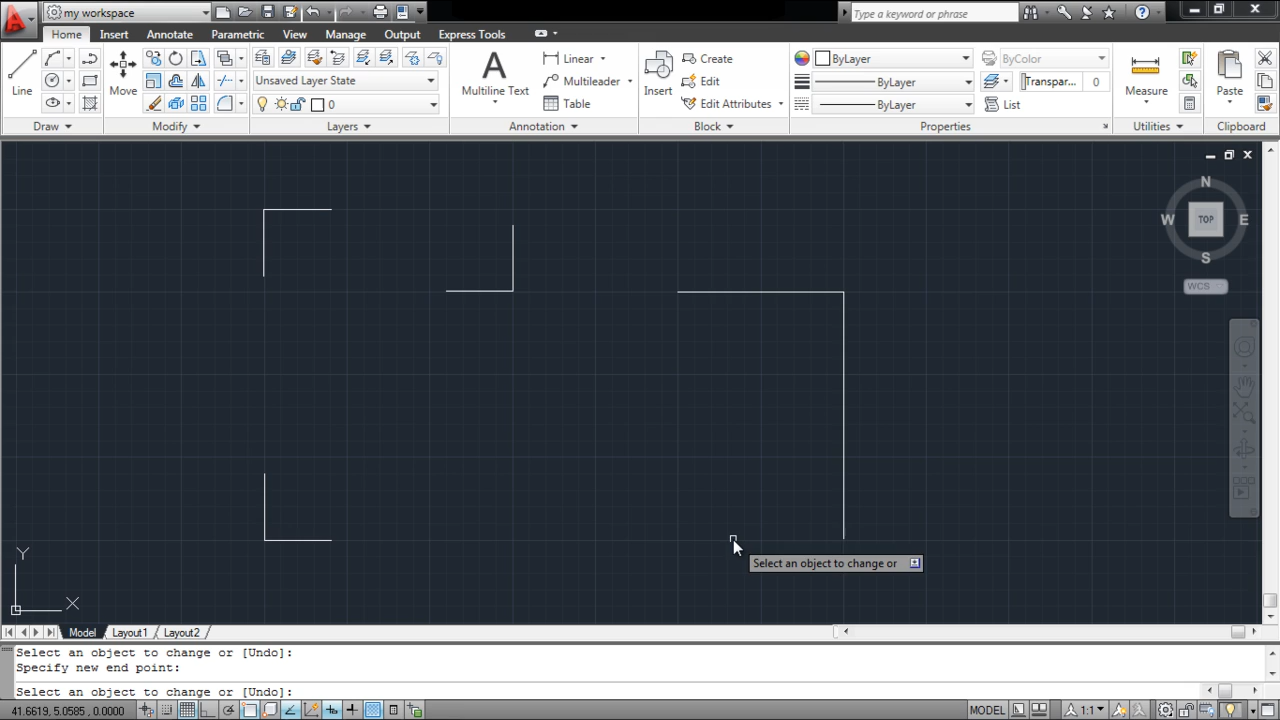 my workspace
Type a keyword or phrase
Home Insert Annotate Parametric View Manage Output Express Tools
Line
Move
Unsaved Layer State
0
Multiline Text
Linear
Multileader
Table
Insert
Create
Edit
Edit Attributes
ByLayer
ByLayer
ByLayer
ByColor
Transpar... 0
List
Measure
Paste
Draw Modify Layers Annotation Block Properties Utilities Clipboard
N
W TOP E
S
WCS
Select an object to change or
Y
X
Model Layout1 Layout2
Select an object to change or [Undo]:
Specify new end point:
Select an object to change or [Undo]:
41.6619, 5.0585 , 0.0000 MODEL 1:1